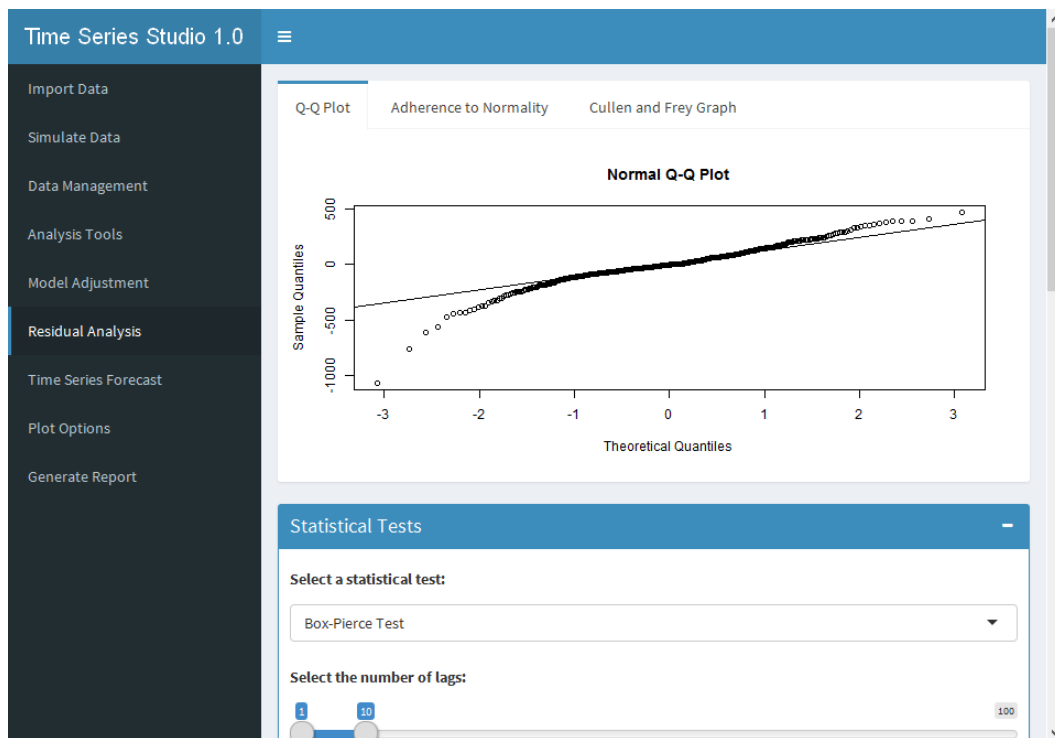 Time Series Studio 1.0
Import Data
Simulate Data
Data Management
Analysis Tools
Model Adjustment
Residual Analysis
Time Series Forecast
Plot Options
Generate Report
Q-Q Plot Adherence to Normality Cullen and Frey Graph
Normal Q-Q Plot
Sample Quantiles
500
0
-500
-1000
-3 -2 -1 0 1 2 3
Theoretical Quantiles
Statistical Tests
Select a statistical test:
Box-Pierce Test
Select the number of lags:
1 10 100